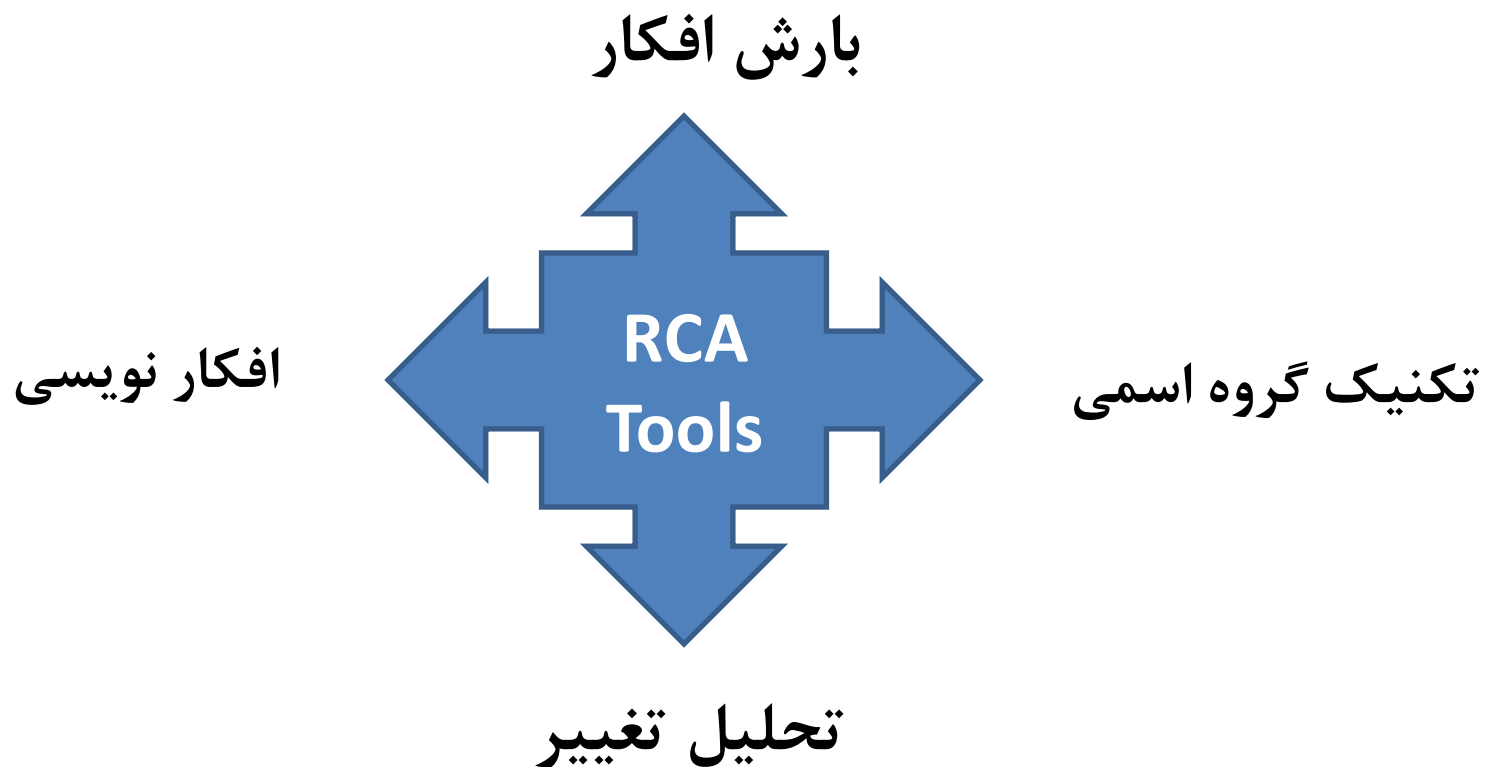 بارش افکار
RCA
Tools
تکنیک گروه اسمی
افکار نویسی
تحلیل تغییر